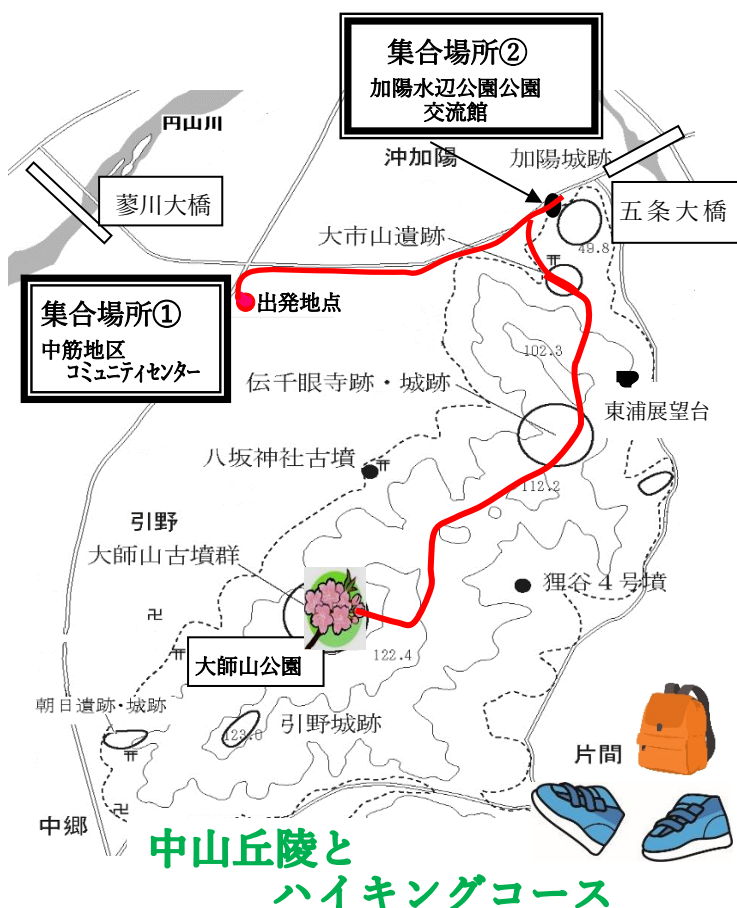 集合場所②
加陽水辺公園公園
交流館
円山川
沖加陽
加陽城跡
蓼川大橋
五条大橋
大市山遺跡
49.8
集合場所①
中筋地区
コミュニティセンター
出発地点
102.3
伝千眼寺跡・城跡
東浦展望台
八坂神社古墳
112.2
引野
大師山古墳群
狸谷4号墳
大師山公園
122.4
朝日遺跡・城跡
123.0
引野城跡
片間
中郷
中山丘陵と
ハイキングコース